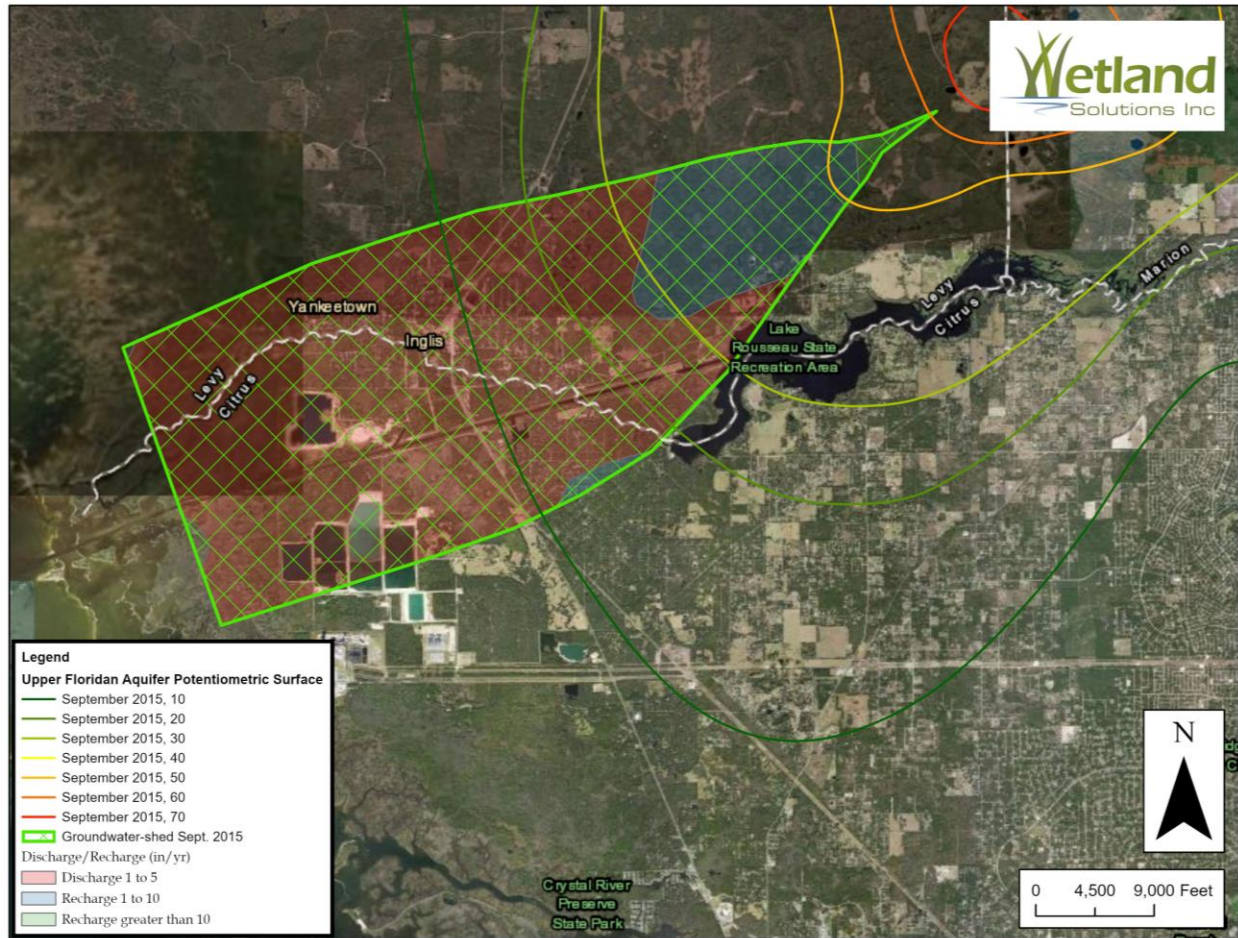 Wetland
Solutions Inc
Yankeetown
Inglis
Levy
Citrus
Levy
Citrus
Marion
Lake
Rousseau State
Recreation Area
Crystal River
Preserve
State Park
Legend
Upper Floridan Aquifer Potentiometric Surface
September 2015, 10
September 2015, 20
September 2015, 30
September 2015, 40
September 2015, 50
September 2015, 60
September 2015, 70
Groundwater-shed Sept. 2015
Discharge/Recharge (in/yr)
Discharge 1 to 5
Recharge 1 to 10
Recharge greater than 10
N
0 4,500 9,000 Feet